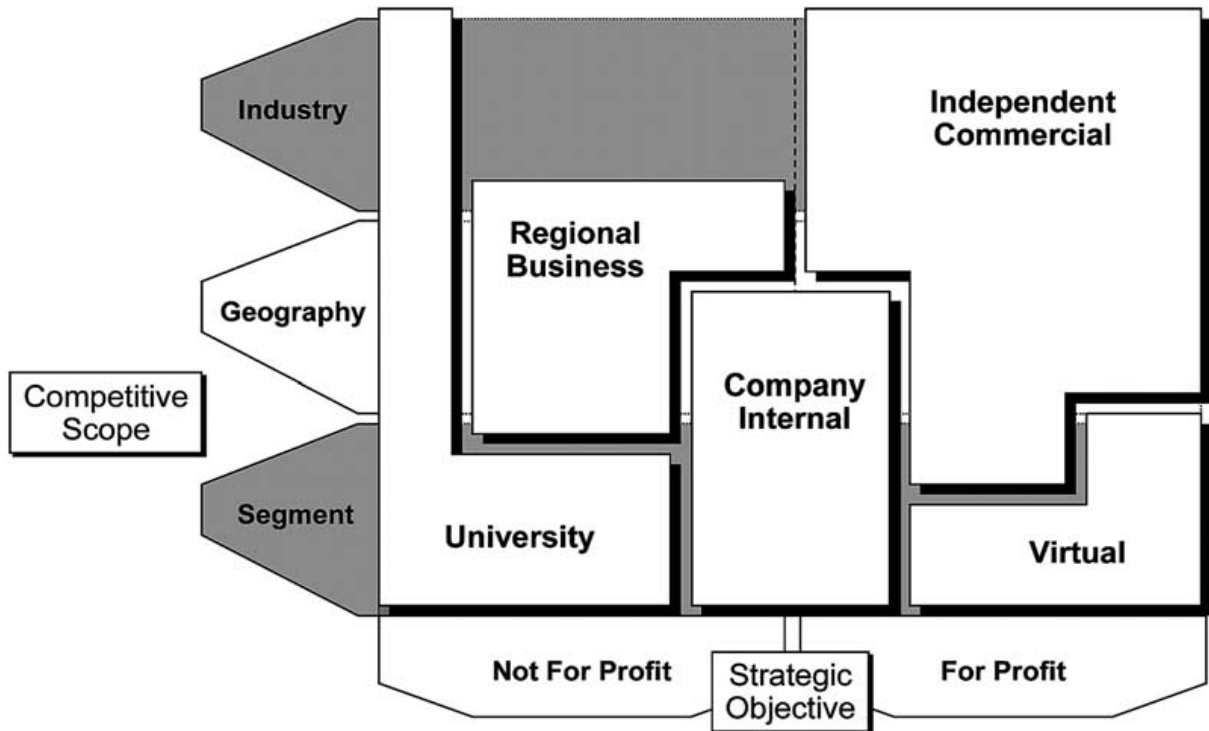 Industry
Independent
Commercial
Regional
Business
Geography
Company
Internal
Competitive
Scope
Segment
University
Virtual
Not For Profit
Strategic
Objective
For Profit